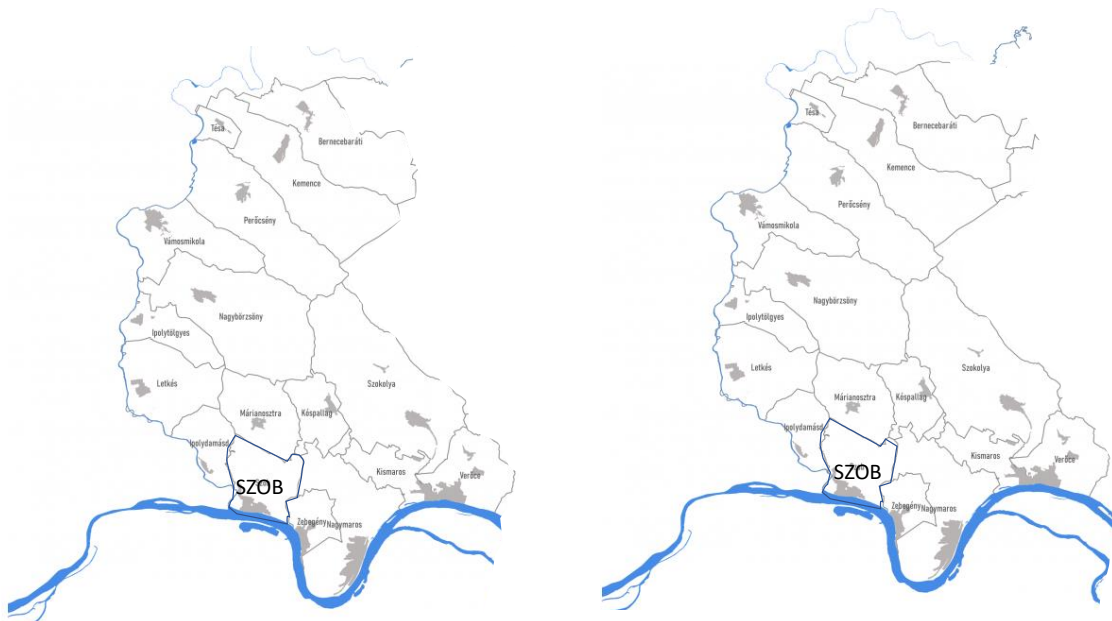 Tésa
Bernecebaráti
Kemence
Perőcsény
Vámosmikola
Nagybörzsöny
Ipolytölgyes
Letkés
Szokolya
Márianosztra
Kóspallag
Ipolydamásd
Kismaros
Verőce
SZOB
Zebegény
Nagymaros
Tésa
Bernecebaráti
Kemence
Perőcsény
Vámosmikola
Nagybörzsöny
Ipolytölgyes
Letkés
Szokolya
Márianosztra
Kóspallag
Ipolydamásd
Kismaros
Verőce
SZOB
Zebegény
Nagymaros